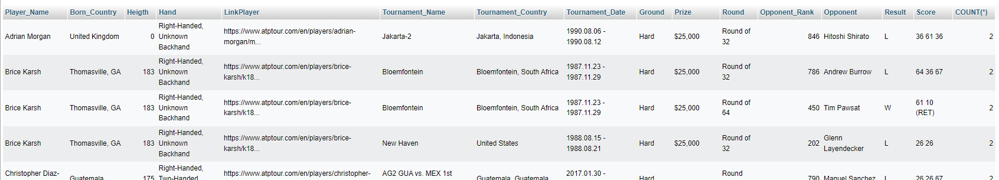 Player_Name Born_Country Heigth Hand LinkPlayer Tournament_Name Tournament_Country Tournament_Date Ground Prize Round Opponent_Rank Opponent Result Score COUNT(*)
Adrian Morgan United Kingdom 0 Right-Handed, Unknown Backhand https://www.atptour.com/en/players/adrian-morgan/m... Jakarta-2 Jakarta, Indonesia 1990.08.06 - 1990.08.12 Hard $25,000 Round of 32 846 Hitoshi Shirato L 36 61 36 2
Brice Karsh Thomasville, GA 183 Right-Handed, Unknown Backhand https://www.atptour.com/en/players/brice-karsh/k18... Bloemfontein Bloemfontein, South Africa 1987.11.23 - 1987.11.29 Hard $25,000 Round of 32 786 Andrew Burrow L 64 36 67 2
Brice Karsh Thomasville, GA 183 Right-Handed, Unknown Backhand https://www.atptour.com/en/players/brice-karsh/k18... Bloemfontein Bloemfontein, South Africa 1987.11.23 - 1987.11.29 Hard $25,000 Round of 64 450 Tim Pawsat W 61 10 (RET) 2
Brice Karsh Thomasville, GA 183 Right-Handed, Unknown Backhand https://www.atptour.com/en/players/brice-karsh/k18... New Haven United States 1988.08.15 - 1988.08.21 Hard $25,000 Round of 32 202 Glenn Layendecker L 26 26 2
Christopher Diaz- Guatemala 175 Right-Handed, Two-Handed https://www.atptour.com/en/players/christopher- AG2 GUA vs. MEX 1st Guatemala, Guatemala 2017.01.30 - Hard Round 790 Manuel Sanchez L 26 26 67 2